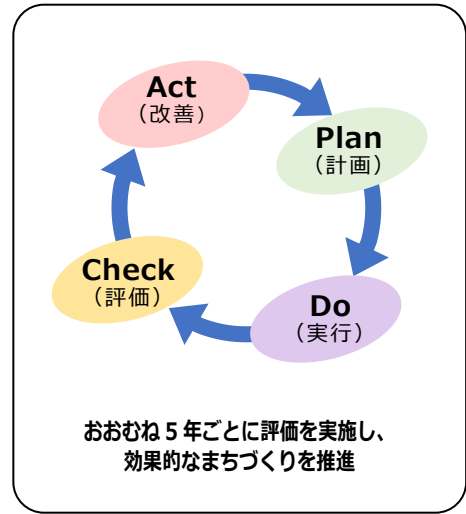 Act
（改善）
Plan
（計画）
Do
（実行）
Check
（評価）
おおむね５年ごとに評価を実施し、
効果的なまちづくりを推進